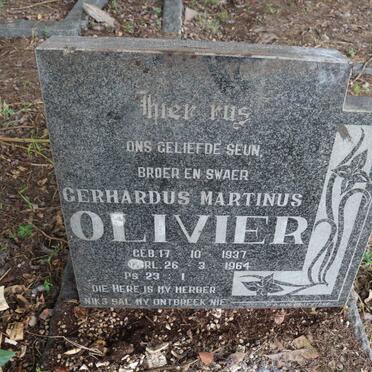 Hier rus
ONS GELIEFDE SEUN,
BROER EN SWAER
GERHARDUS MARTINUS
OLIVIER
GEB. 17 10 1937
ORL. 26 3 1964
PS 23 1
DIE HERE IS MY HERDER
NIKS SAL MY ONTBREEK NIE